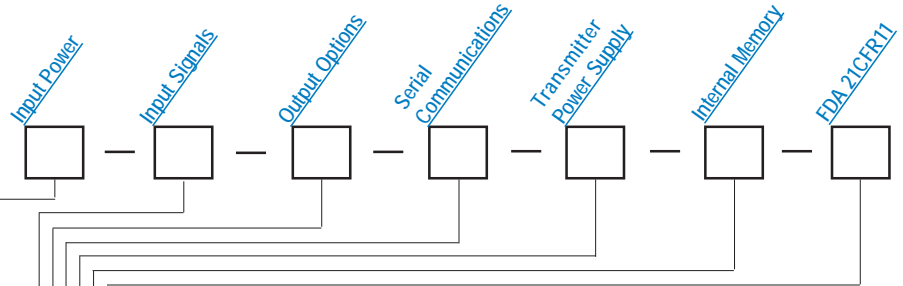 Input Power
Input Signals
Output Options
Serial
Communications
Transmitter
Power Supply
Internal Memory
FDA 21CFR11